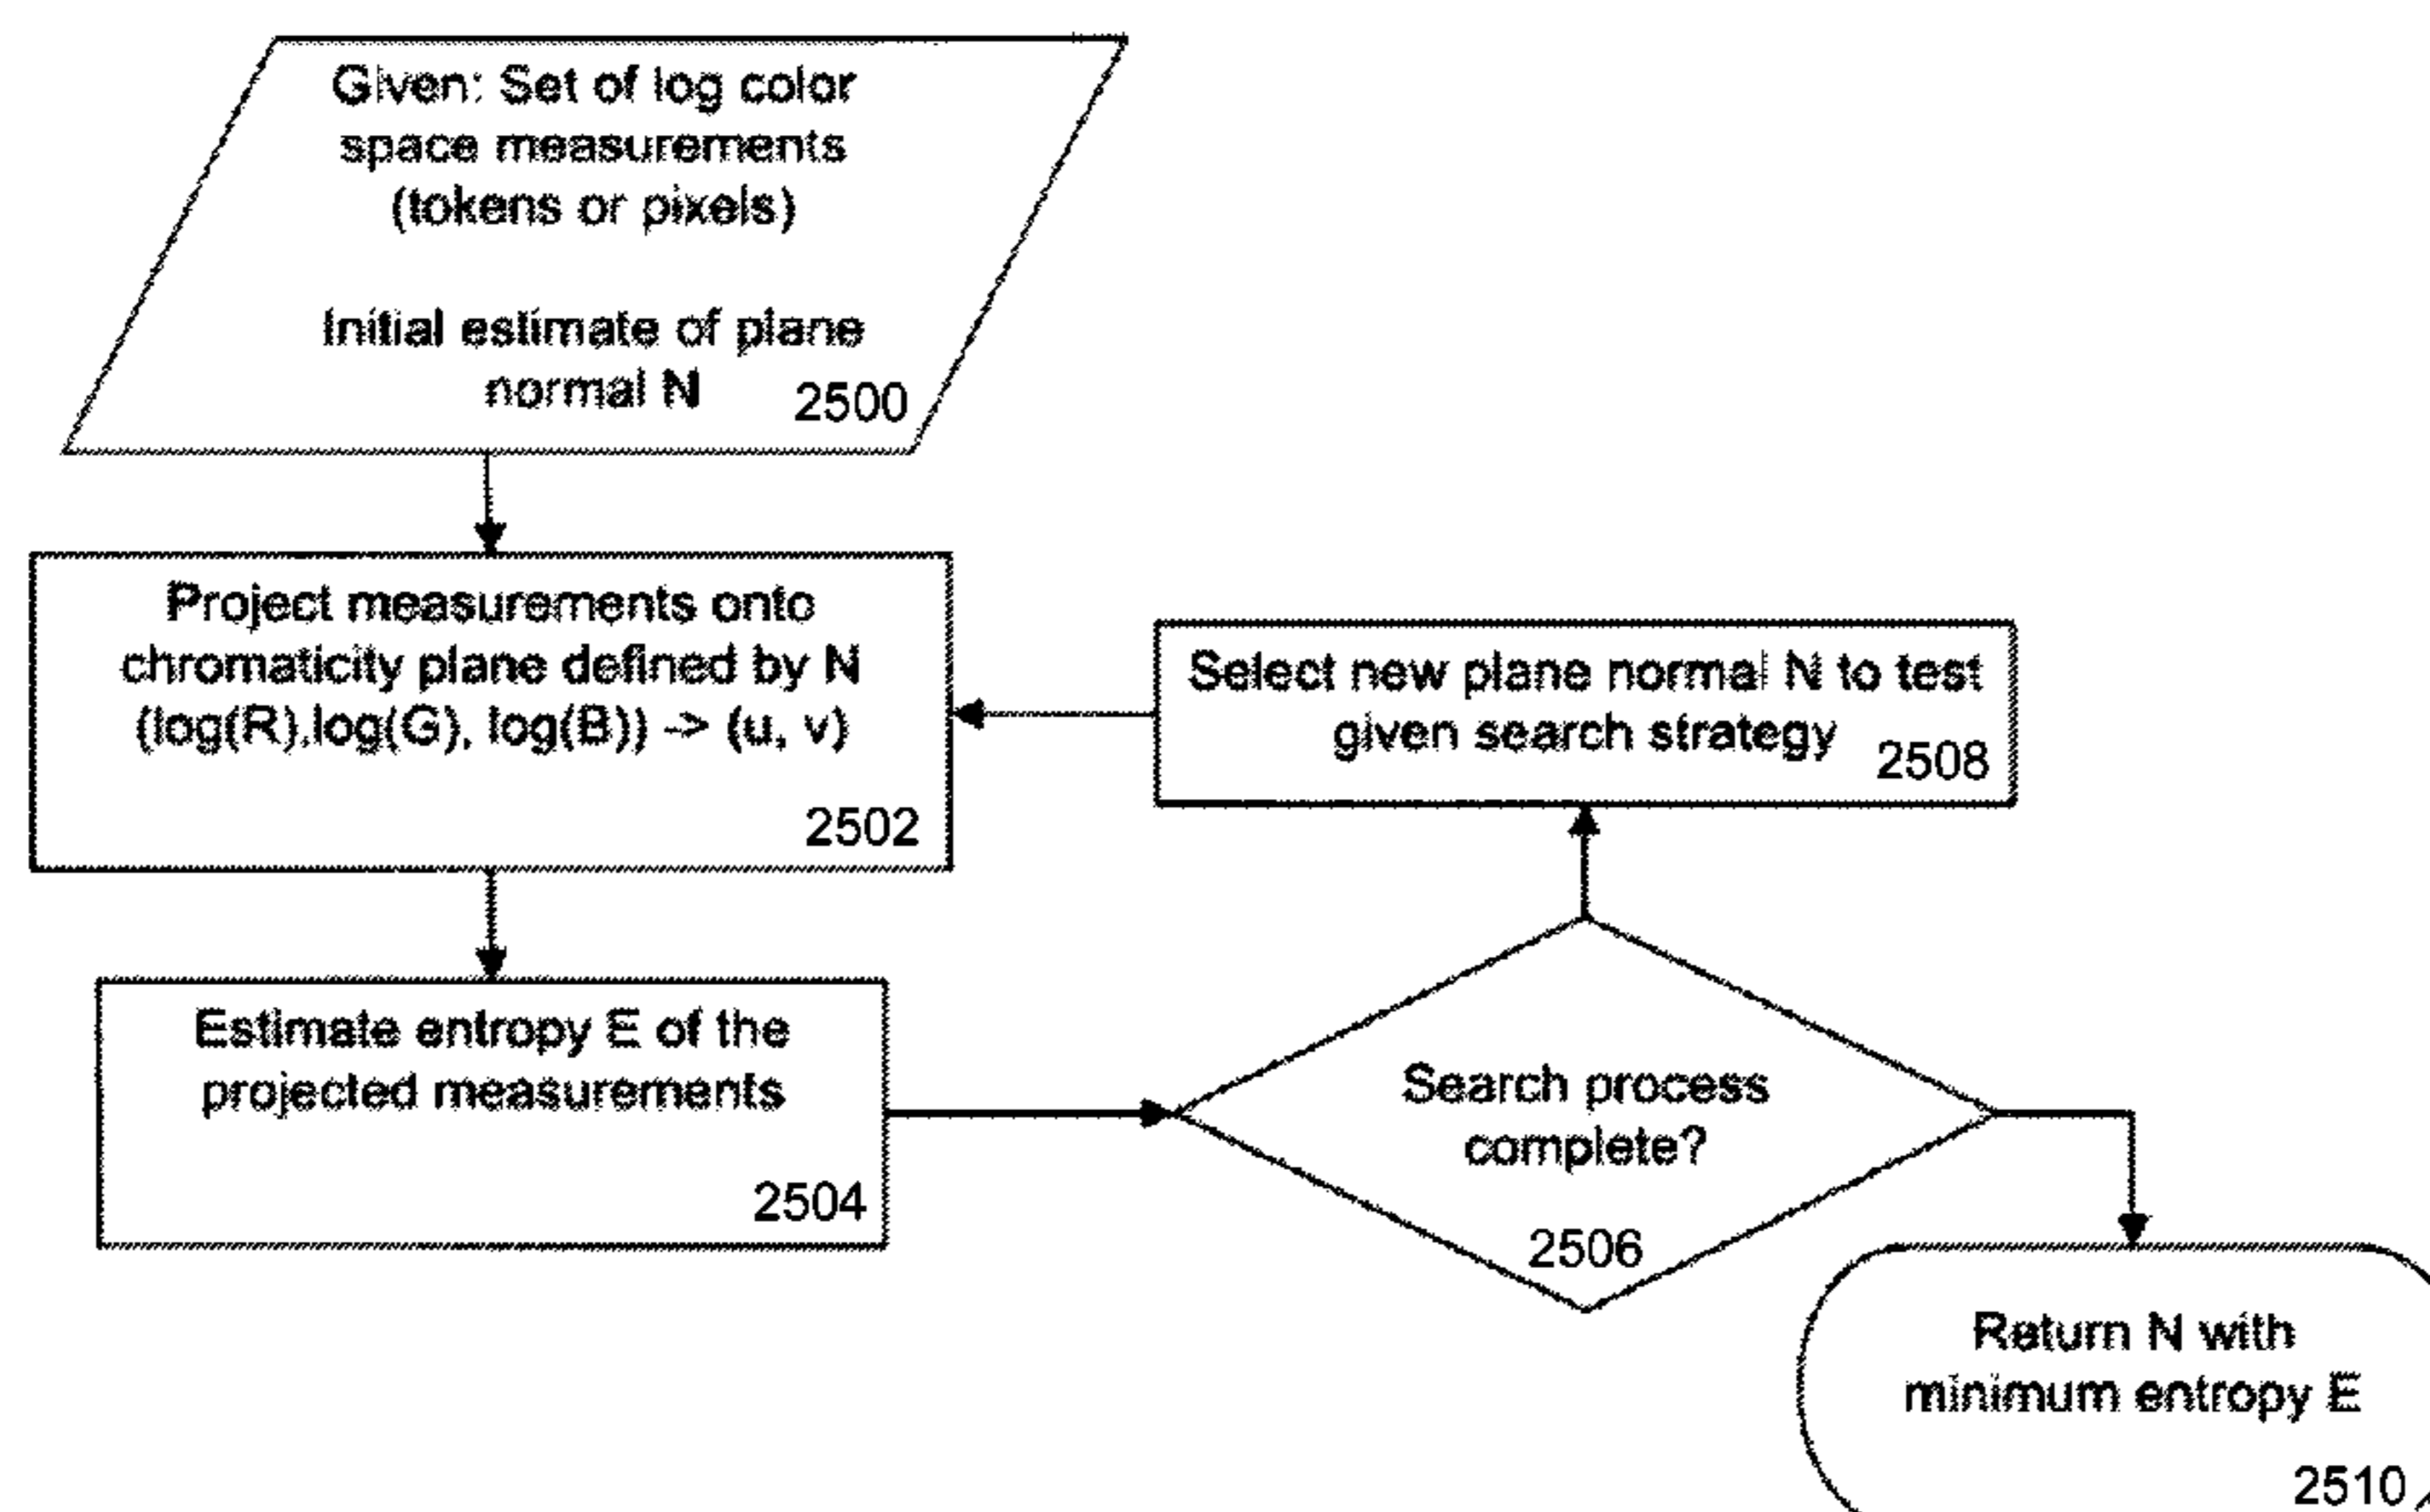 Given: Set of log color
space measurements
(tokens or pixels)
Initial estimate of plane
normal N
2500
Project measurements onto
chromaticity plane defined by N
(log(R),log(G), log(B)) -> (u, v)
2502
Select new plane normal N to test
given search strategy
2508
Estimate entropy E of the
projected measurements
2504
Search process
complete?
2506
Return N with
minimum entropy E
2510